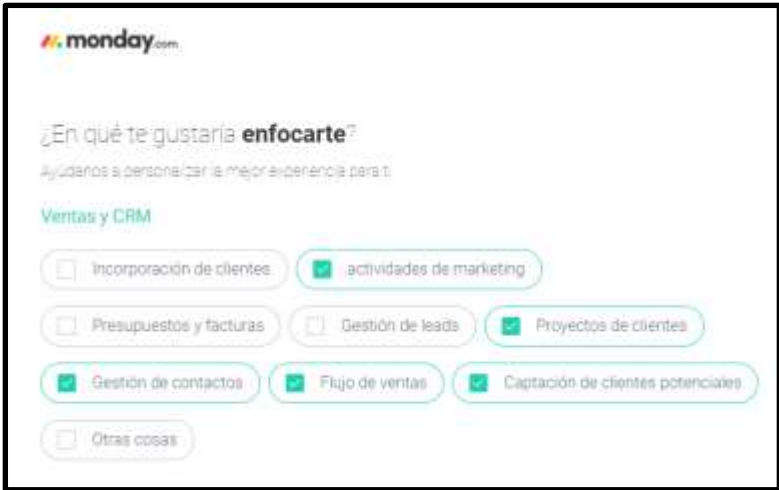 monday.com
¿En qué te gustaría enfocarte?
Ayúdanos a personalizar la mejor experiencia para ti.
Ventas y CRM
Incorporación de clientes actividades de marketing
Presupuestos y facturas Gestión de leads Proyectos de clientes
Gestión de contactos Flujo de ventas Captación de clientes potenciales
Otras cosas